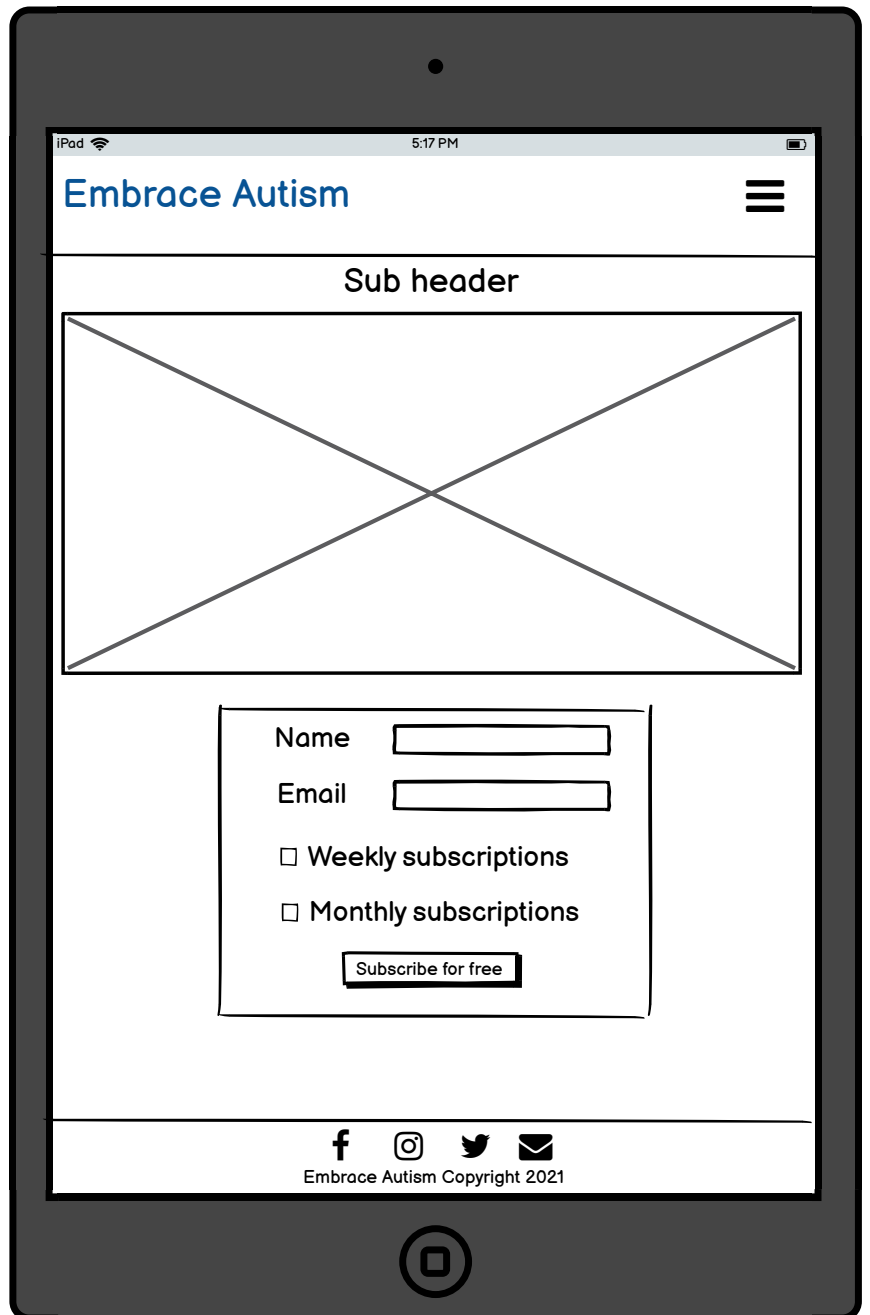 iPad 5:17 PM
Embrace Autism
Sub header
Name
Email
Weekly subscriptions
Monthly subscriptions
Subscribe for free
Embrace Autism Copyright 2021